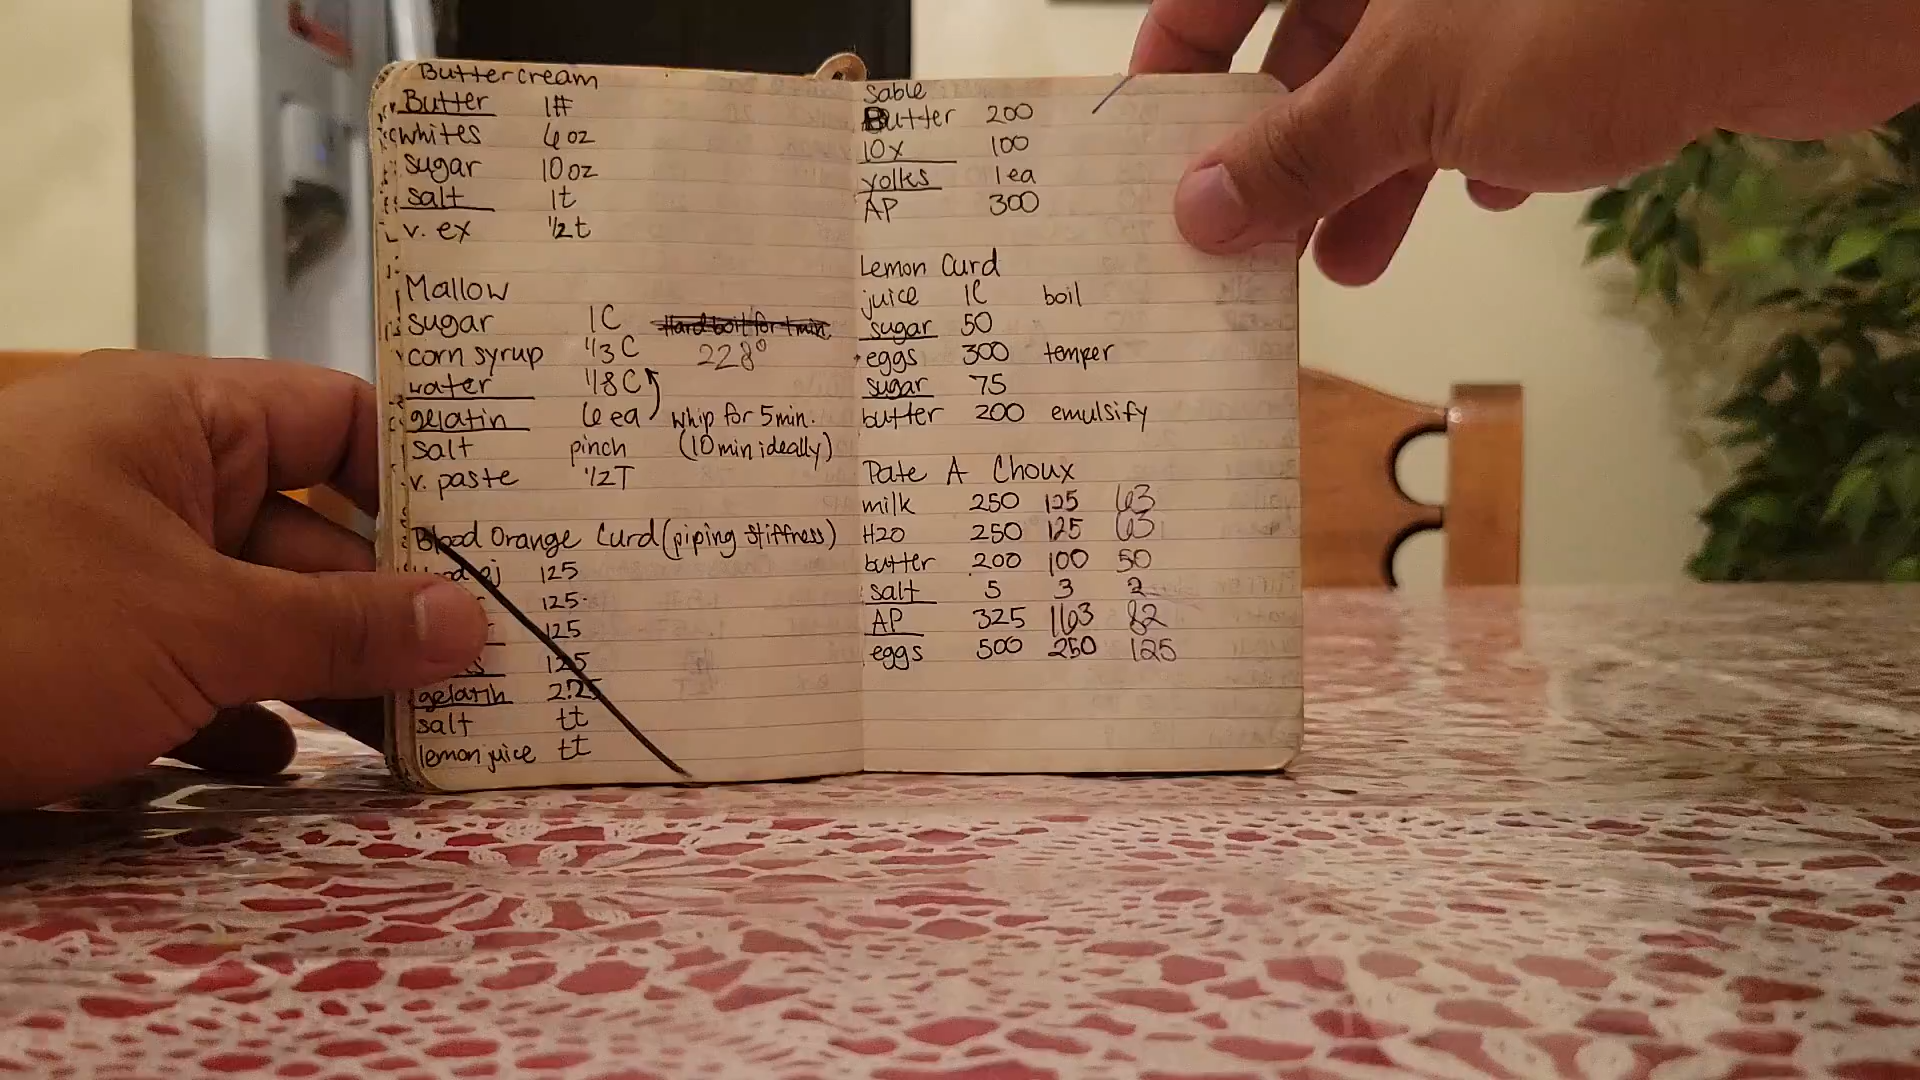 Buttercream
Butter 1#
whites 6 oz
sugar 10 oz
salt 1t
v. ex 1/2 t
Mallow
sugar 1C Hard boil for 1 min.
corn syrup 1/3 C 228°
water 1/8 C
gelatin 6 ea whip for 5 min.
salt pinch (10 min ideally)
v. paste 1/2 T
Blood Orange Curd (piping stiffness)
oj 125
125
125
125
gelatin 2.25
salt tt
lemon juice tt
Sable
Butter 200
10x 100
yolks 1 ea
AP 300
Lemon Curd
juice 1C boil
sugar 50
eggs 300 temper
sugar 75
butter 200 emulsify
Pate A Choux
milk 250 125 63
H2O 250 125 63
butter 200 100 50
salt 5 3 2
AP 325 163 82
eggs 500 250 125